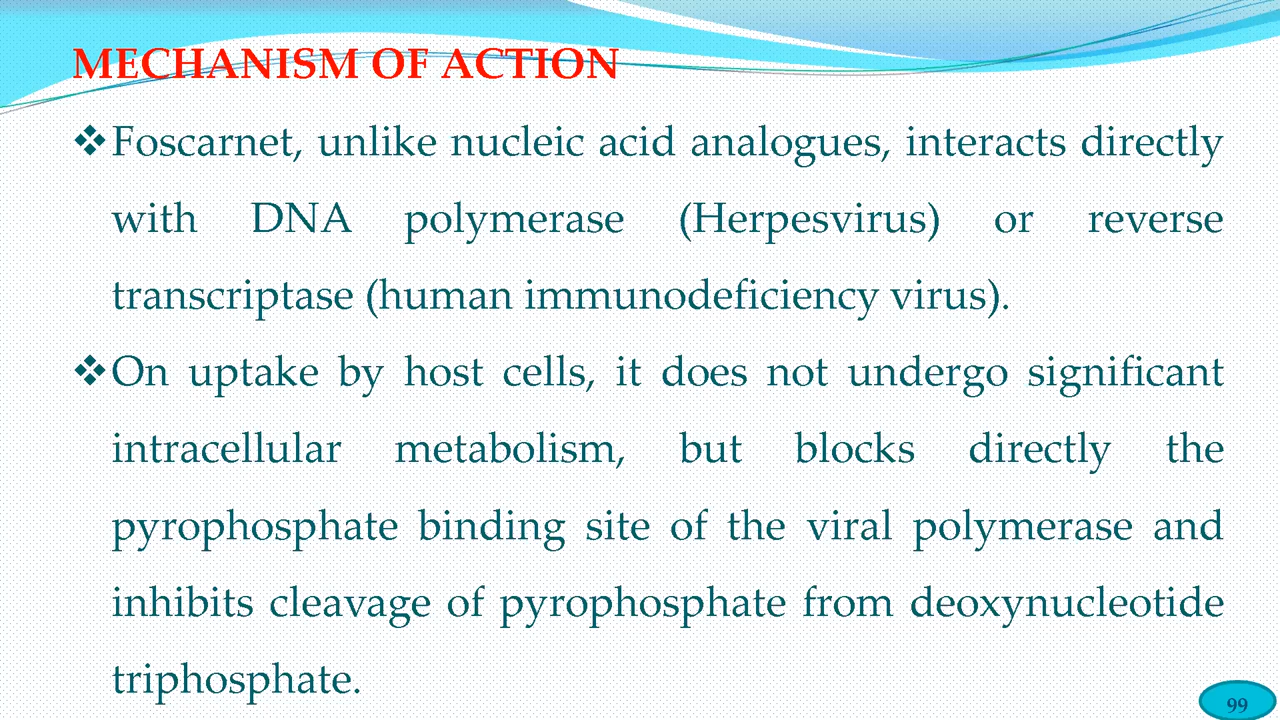 MECHANISM OF ACTION
❖Foscarnet, unlike nucleic acid analogues, interacts directly
with DNA polymerase (Herpesvirus) or reverse
transcriptase (human immunodeficiency virus).
❖On uptake by host cells, it does not undergo significant
intracellular metabolism, but blocks directly the
pyrophosphate binding site of the viral polymerase and
inhibits cleavage of pyrophosphate from deoxynucleotide
triphosphate.
99